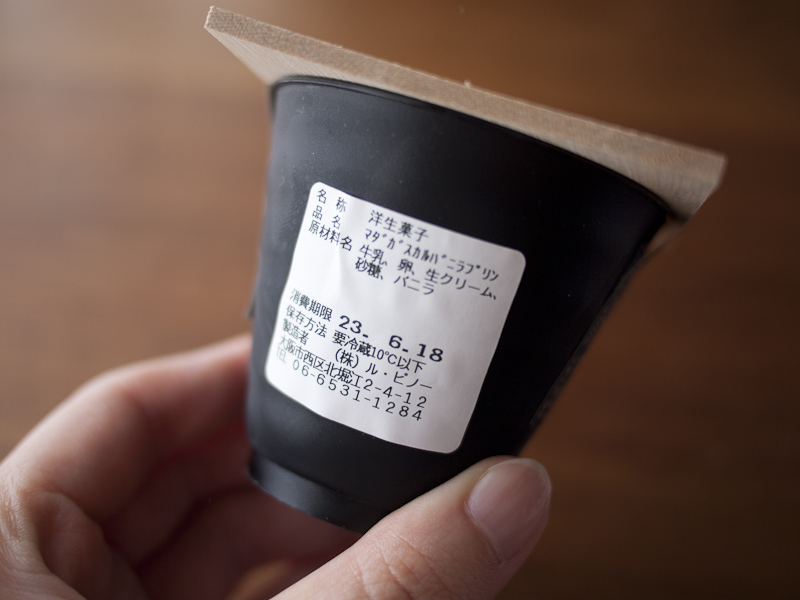 名 称 洋生菓子
品 名 マダガスカルバニラプリン
原材料名 牛乳、卵、生クリーム、
砂糖、バニラ
消費期限 23. 6.18
保存方法 要冷蔵10℃以下
製造者 (株)ル・ピノー
大阪市西区北堀江2-4-12
TEL 06-6531-1284